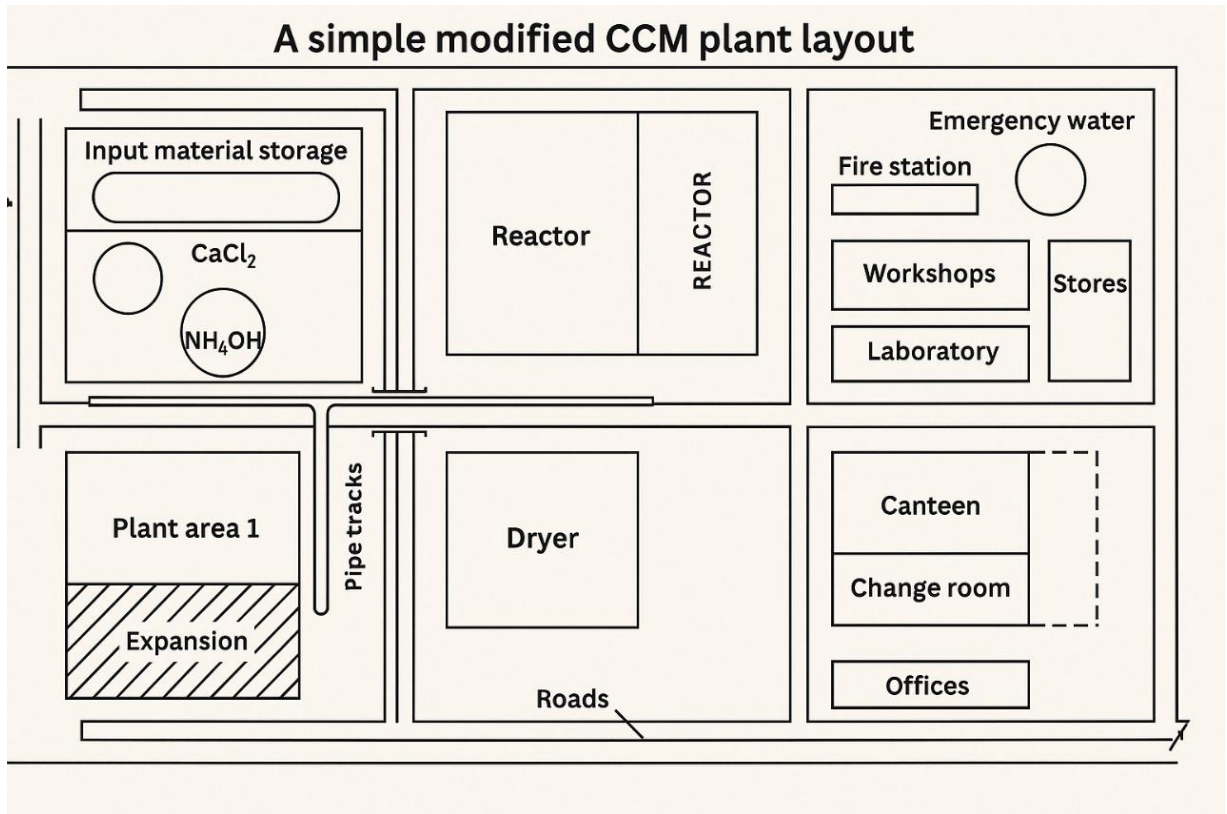 A simple modified CCM plant layout
Input material storage
CaCl₂
NH₄OH
Reactor
REACTOR
Emergency water
Fire station
Workshops
Stores
Laboratory
Plant area 1
Expansion
Pipe tracks
Dryer
Roads
Canteen
Change room
Offices